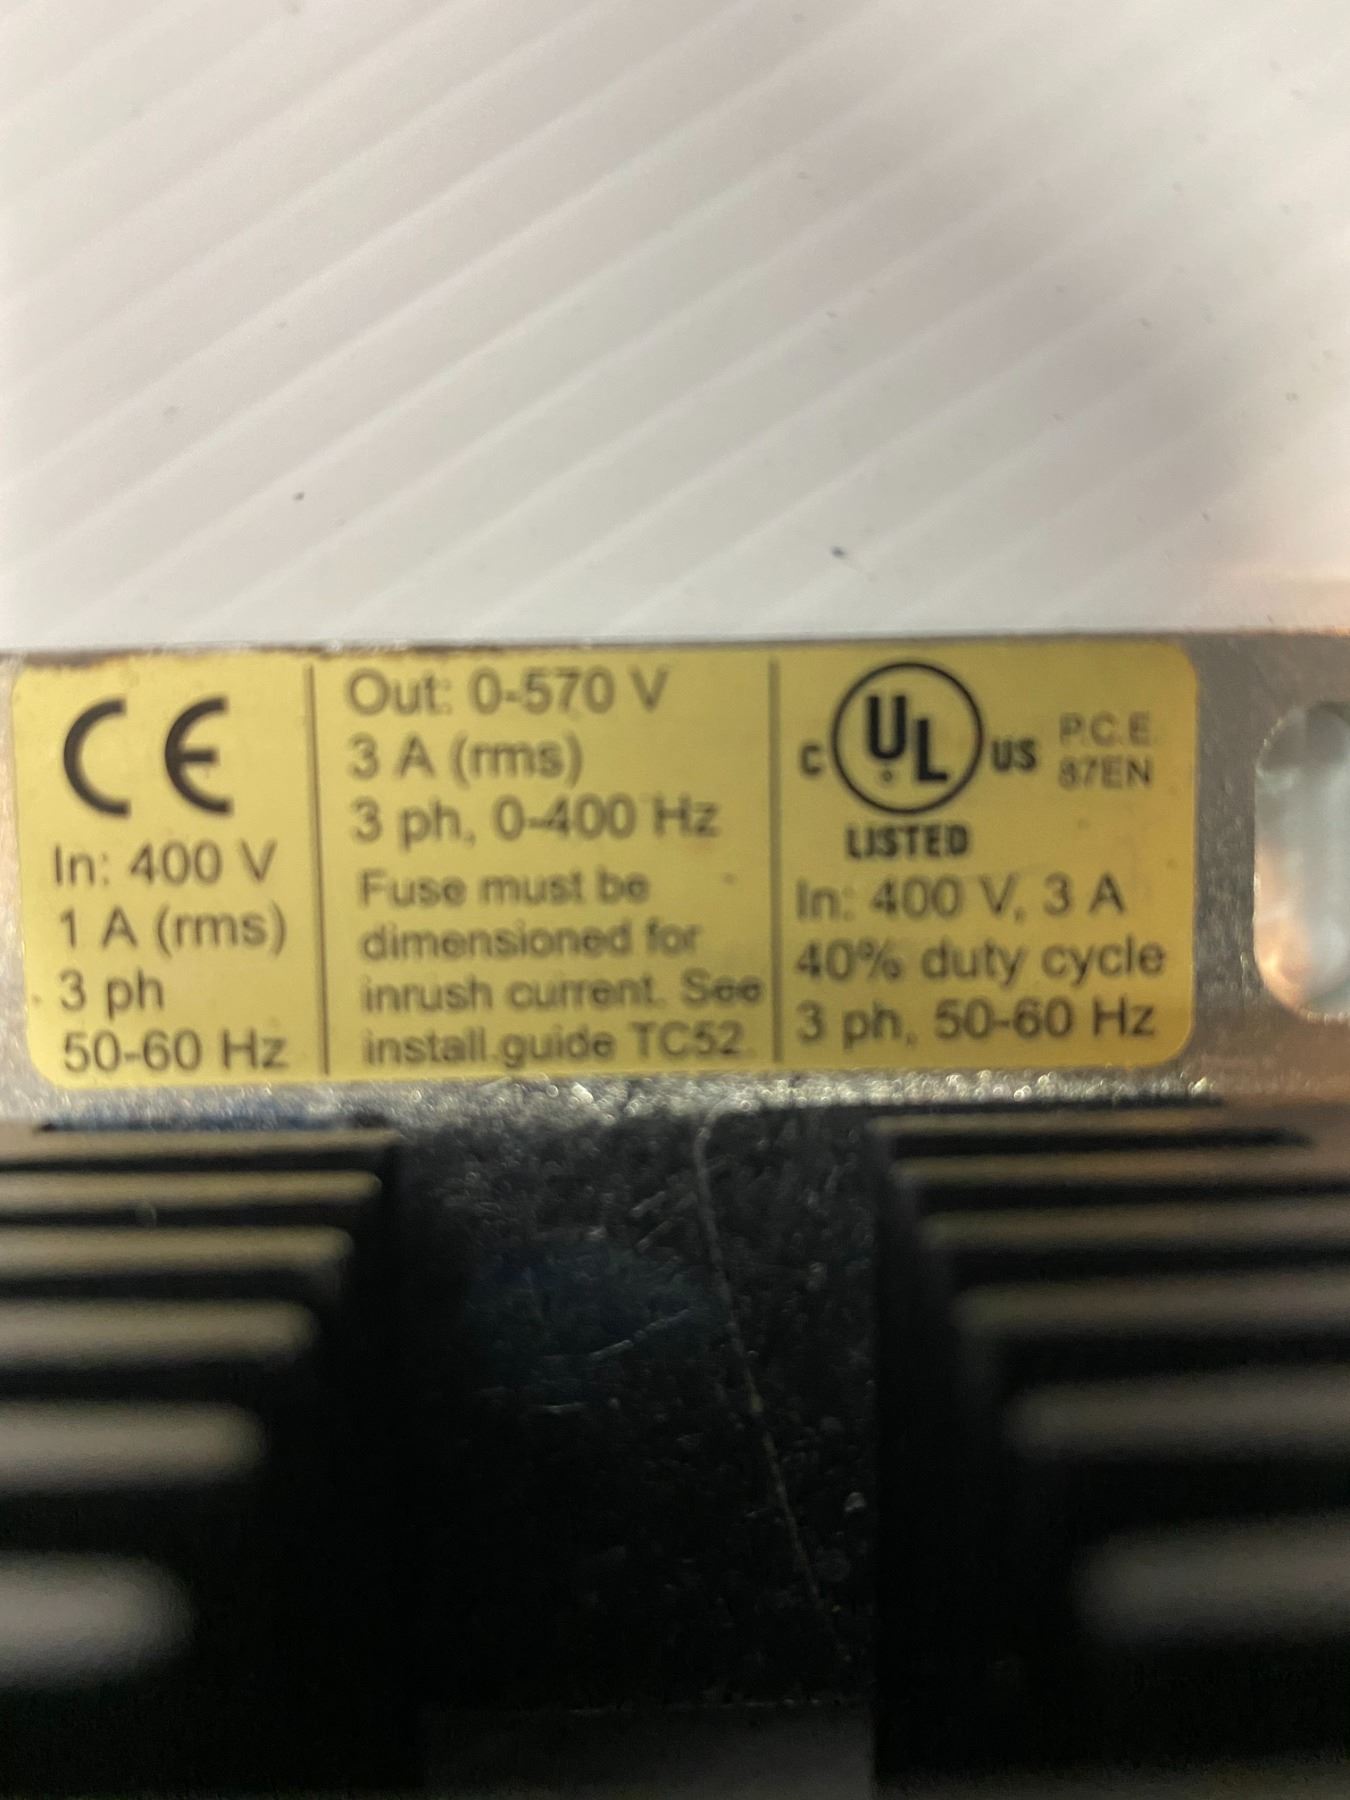 CE
In: 400 V
1 A (rms)
3 ph
50-60 Hz
Out: 0-570 V
3 A (rms)
3 ph, 0-400 Hz
Fuse must be
dimensioned for
inrush current. See
install.guide TC52.
C UL US
LISTED
P.C.E
87EN
In: 400 V, 3 A
40% duty cycle
3 ph, 50-60 Hz